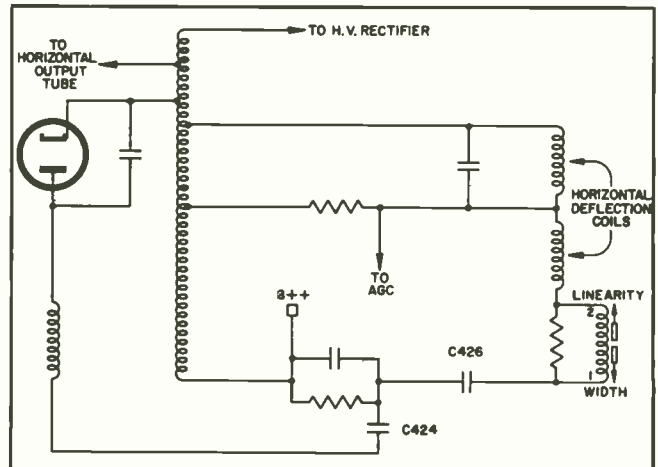 TO H.V. RECTIFIER
TO
HORIZONTAL
OUTPUT
TUBE
HORIZONTAL
DEFLECTION
COILS
TO
AGC
B++
LINEARITY
2
C426
1
WIDTH
C424